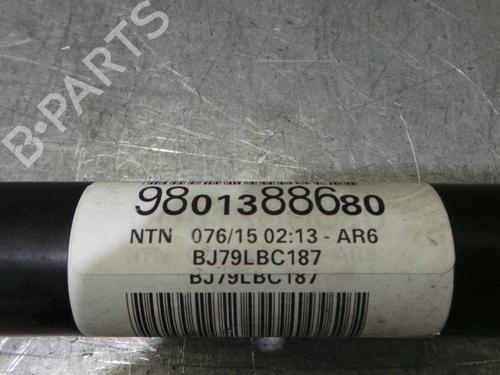 B-PARTS
9801388680
NTN 076/15 02:13 - AR6
BJ79LBC187
BJ79LBC187